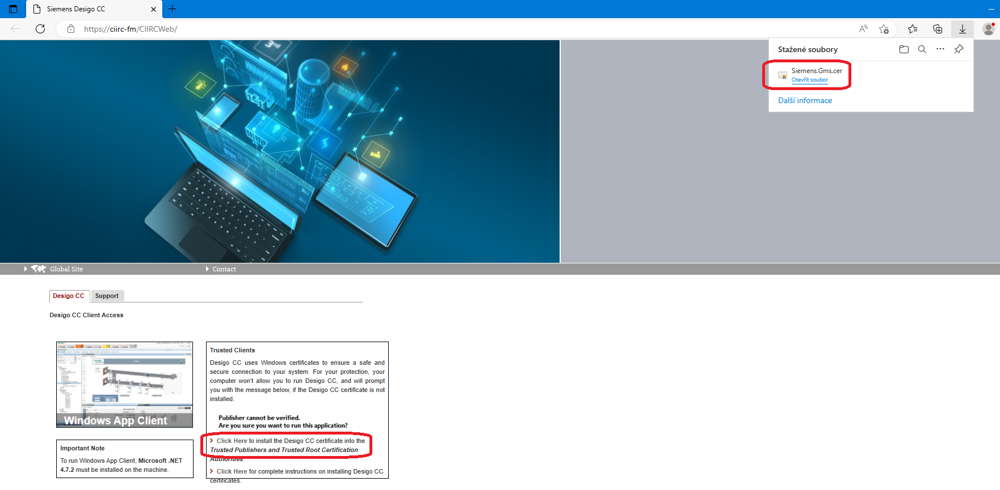 Siemens Desigo CC
https://ciirc-fm/CIIRCWeb/
Stažené soubory
Siemens.Gms.cer
Otevřít soubor
Další informace
3rd
Global Site
Contact
Desigo CC
Support
Desigo CC Client Access
Windows App Client
Important Note
To run Windows App Client, Microsoft .NET
4.7.2 must be installed on the machine.
Trusted Clients
Desigo CC uses Windows certificates to ensure a safe and
secure connection to your system. For your protection, your
computer won't allow you to run Desigo CC, and will prompt
you with the message below, if the Desigo CC certificate is not
installed.
Publisher cannot be verified.
Are you sure you want to run this application?
Click Here to install the Desigo CC certificate into the
Trusted Publishers and Trusted Root Certification
Authorities.
Click Here for complete instructions on installing Desigo CC
certificates.